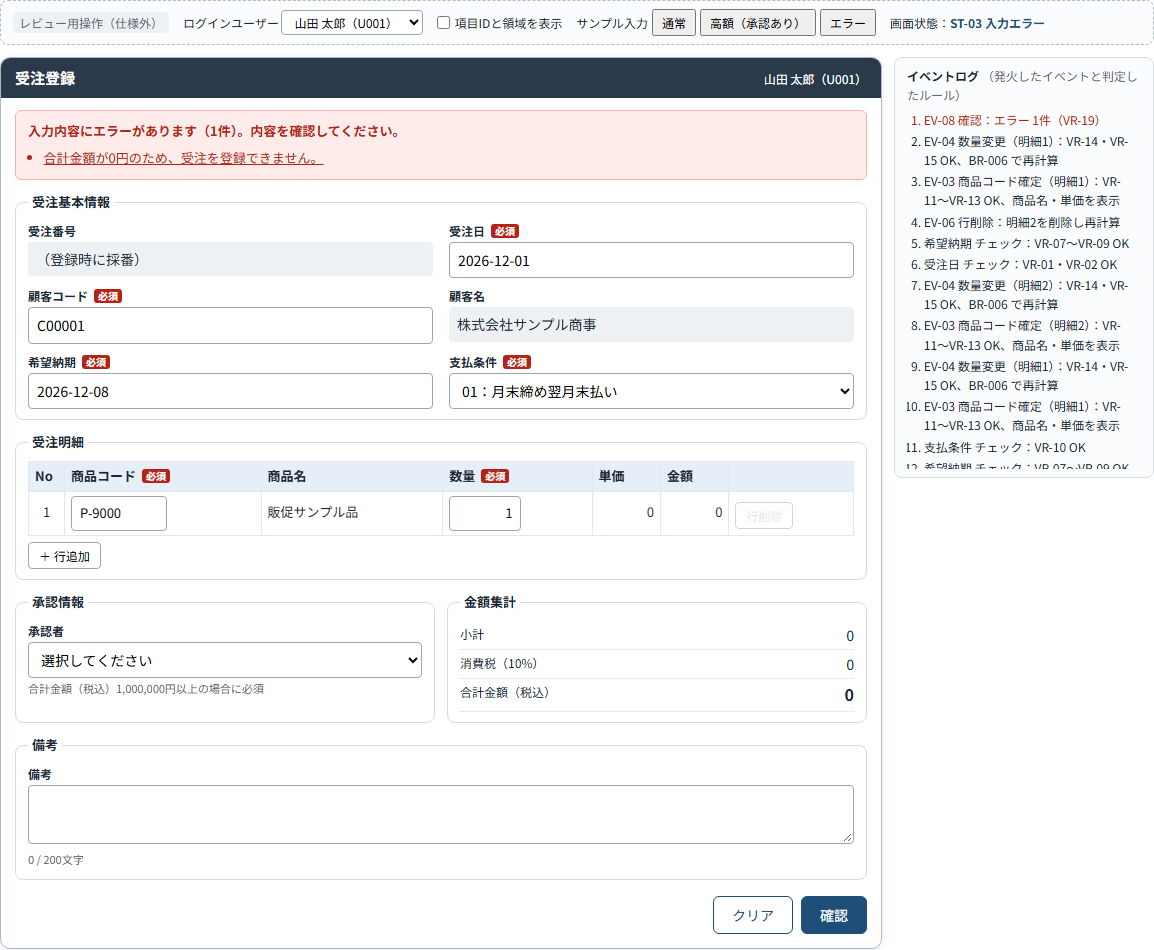 レビュー用操作（仕様外） ログインユーザー 山田 太郎（U001） 項目IDと領域を表示 サンプル入力 通常 高額（承認あり） エラー 画面状態：ST-03 入力エラー
受注登録 山田 太郎（U001）
入力内容にエラーがあります（1件）。内容を確認してください。
合計金額が0円のため、受注を登録できません。
受注基本情報
受注番号
（登録時に採番）
受注日 必須
2026-12-01
顧客コード 必須
C00001
顧客名
株式会社サンプル商事
希望納期 必須
2026-12-08
支払条件 必須
01：月末締め翌月末払い
受注明細
No 商品コード 必須 商品名 数量 必須 単価 金額
1 P-9000 販促サンプル品 1 0 0 行削除
＋ 行追加
承認情報
承認者
選択してください
合計金額（税込）1,000,000円以上の場合に必須
金額集計
小計 0
消費税（10%） 0
合計金額（税込） 0
備考
備考
0 / 200文字
クリア 確認
イベントログ （発火したイベントと判定し
たルール）
1. EV-08 確認：エラー 1件（VR-19）
2. EV-04 数量変更（明細1）：VR-14・VR-
15 OK、BR-006 で再計算
3. EV-03 商品コード確定（明細1）：VR-
11～VR-13 OK、商品名・単価を表示
4. EV-06 行削除：明細2を削除し再計算
5. 希望納期 チェック：VR-07～VR-09 OK
6. 受注日 チェック：VR-01・VR-02 OK
7. EV-04 数量変更（明細2）：VR-14・VR-
15 OK、BR-006 で再計算
8. EV-03 商品コード確定（明細2）：VR-
11～VR-13 OK、商品名・単価を表示
9. EV-04 数量変更（明細1）：VR-14・VR-
15 OK、BR-006 で再計算
10. EV-03 商品コード確定（明細1）：VR-
11～VR-13 OK、商品名・単価を表示
11. 支払条件 チェック：VR-10 OK
12. 希望納期 チェック：VR-07～VR-09 OK